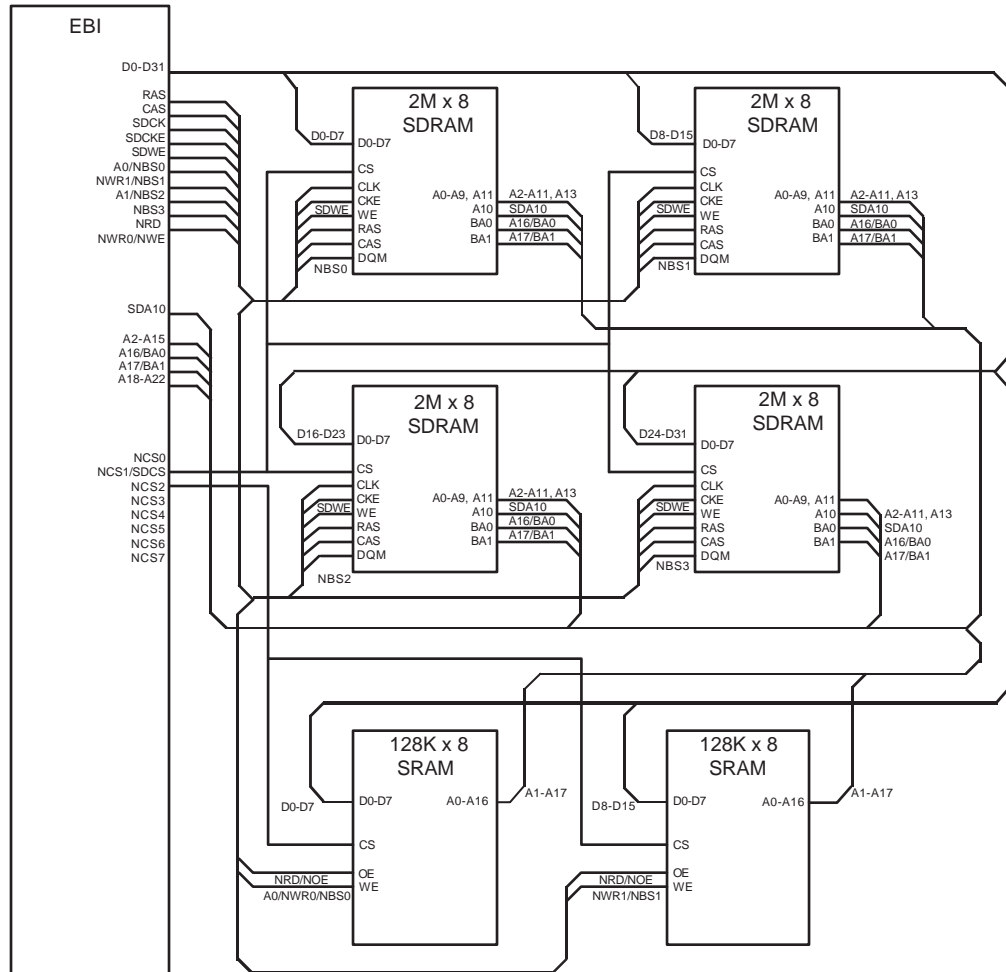 EBI
D0-D31
RAS
CAS
SDCK
SDCKE
SDWE
A0/NBS0
NWR1/NBS1
A1/NBS2
NBS3
NRD
NWR0/NWE
SDA10
A2-A15
A16/BA0
A17/BA1
A18-A22
NCS0
NCS1/SDCS
NCS2
NCS3
NCS4
NCS5
NCS6
NCS7
2M x 8
SDRAM
D0-D7
D0-D7
CS
CLK
CKE
SDWE
WE
RAS
CAS
DQM
NBS0
A0-A9, A11
A10
BA0
BA1
A2-A11, A13
SDA10
A16/BA0
A17/BA1
2M x 8
SDRAM
D8-D15
D0-D7
CS
CLK
CKE
SDWE
WE
RAS
CAS
DQM
NBS1
A0-A9, A11
A10
BA0
BA1
A2-A11, A13
SDA10
A16/BA0
A17/BA1
2M x 8
SDRAM
D16-D23
D0-D7
CS
CLK
CKE
SDWE
WE
RAS
CAS
DQM
NBS2
A0-A9, A11
A10
BA0
BA1
A2-A11, A13
SDA10
A16/BA0
A17/BA1
2M x 8
SDRAM
D24-D31
D0-D7
CS
CLK
CKE
SDWE
WE
RAS
CAS
DQM
NBS3
A0-A9, A11
A10
BA0
BA1
A2-A11, A13
SDA10
A16/BA0
A17/BA1
128K x 8
SRAM
D0-D7
D0-D7
A0-A16
A1-A17
CS
OE
NRD/NOE
WE
A0/NWR0/NBS0
128K x 8
SRAM
D8-D15
D0-D7
A0-A16
A1-A17
CS
OE
NRD/NOE
WE
NWR1/NBS1